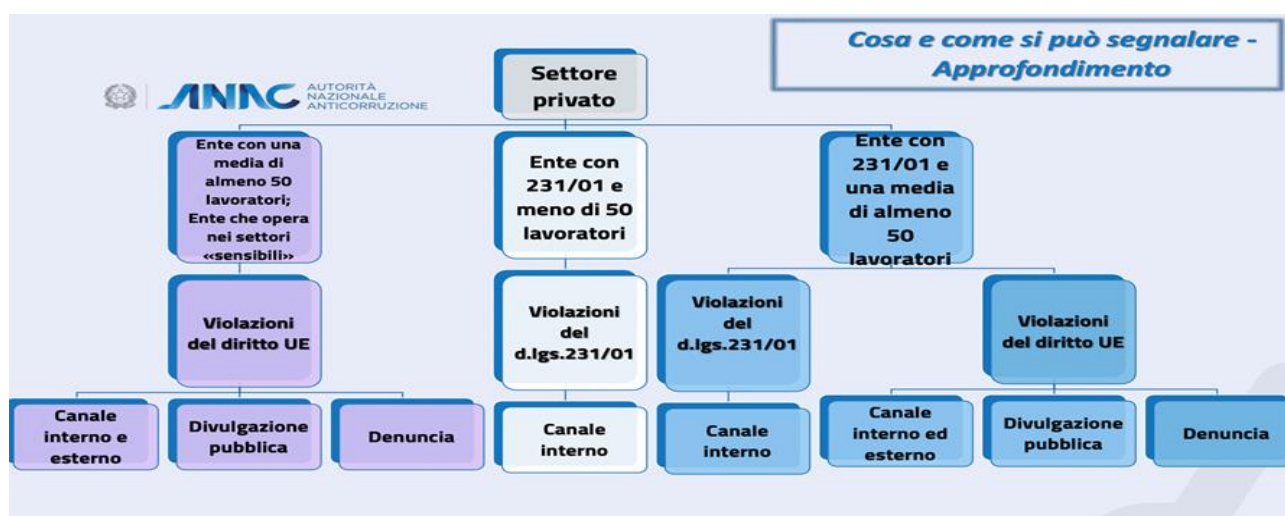 Cosa e come si può segnalare -
Approfondimento
ANAC
AUTORITÀ
NAZIONALE
ANTICORRUZIONE
Settore
privato
Ente con una
media di
almeno 50
lavoratori;
Ente che opera
nei settori
«sensibili»
Ente con
231/01 e
meno di 50
lavoratori
Ente con
231/01 e
una media
di almeno
50
lavoratori
Violazioni
del diritto UE
Violazioni
del
d.lgs.231/01
Violazioni
del
d.lgs.231/01
Violazioni
del diritto UE
Canale
interno e
esterno
Divulgazione
pubblica
Denuncia
Canale
interno
Canale
interno
Canale
interno ed
esterno
Divulgazione
pubblica
Denuncia